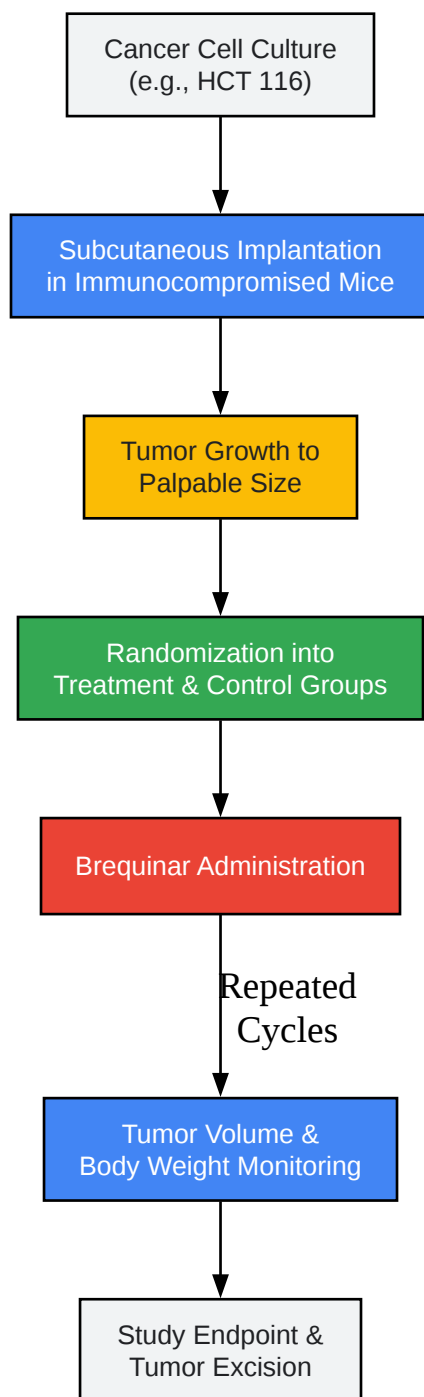 Cancer Cell Culture
(e.g., HCT 116)
Subcutaneous Implantation
in Immunocompromised Mice
Tumor Growth to
Palpable Size
Randomization into
Treatment & Control Groups
Brequinar Administration
Repeated
Cycles
Tumor Volume &
Body Weight Monitoring
Study Endpoint &
Tumor Excision